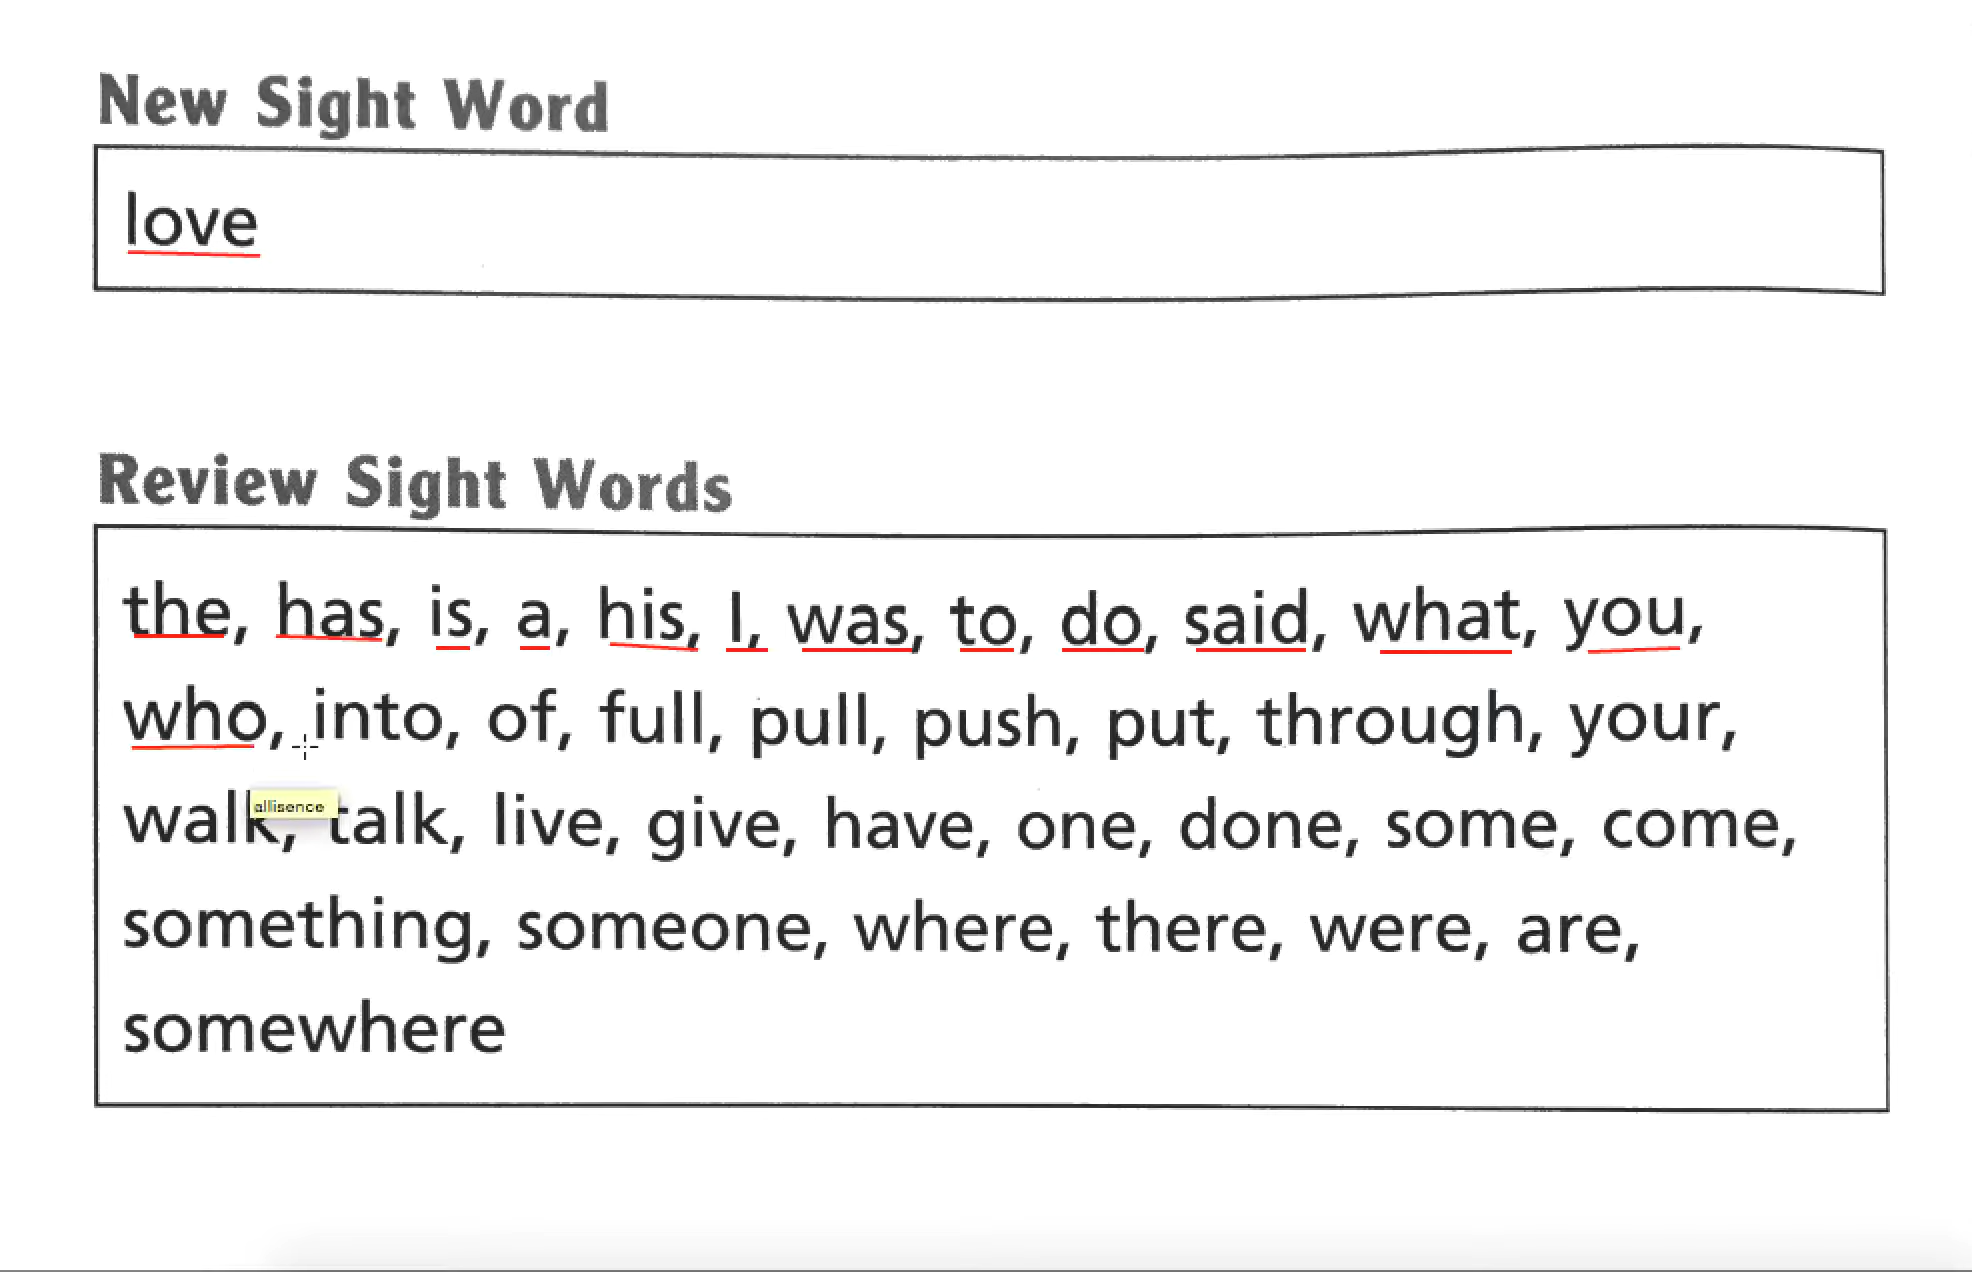 New Sight Word
love
Review Sight Words
the, has, is, a, his, I, was, to, do, said, what, you,
who, into, of, full, pull, push, put, through, your,
allisence
walk, talk, live, give, have, one, done, some, come,
something, someone, where, there, were, are,
somewhere